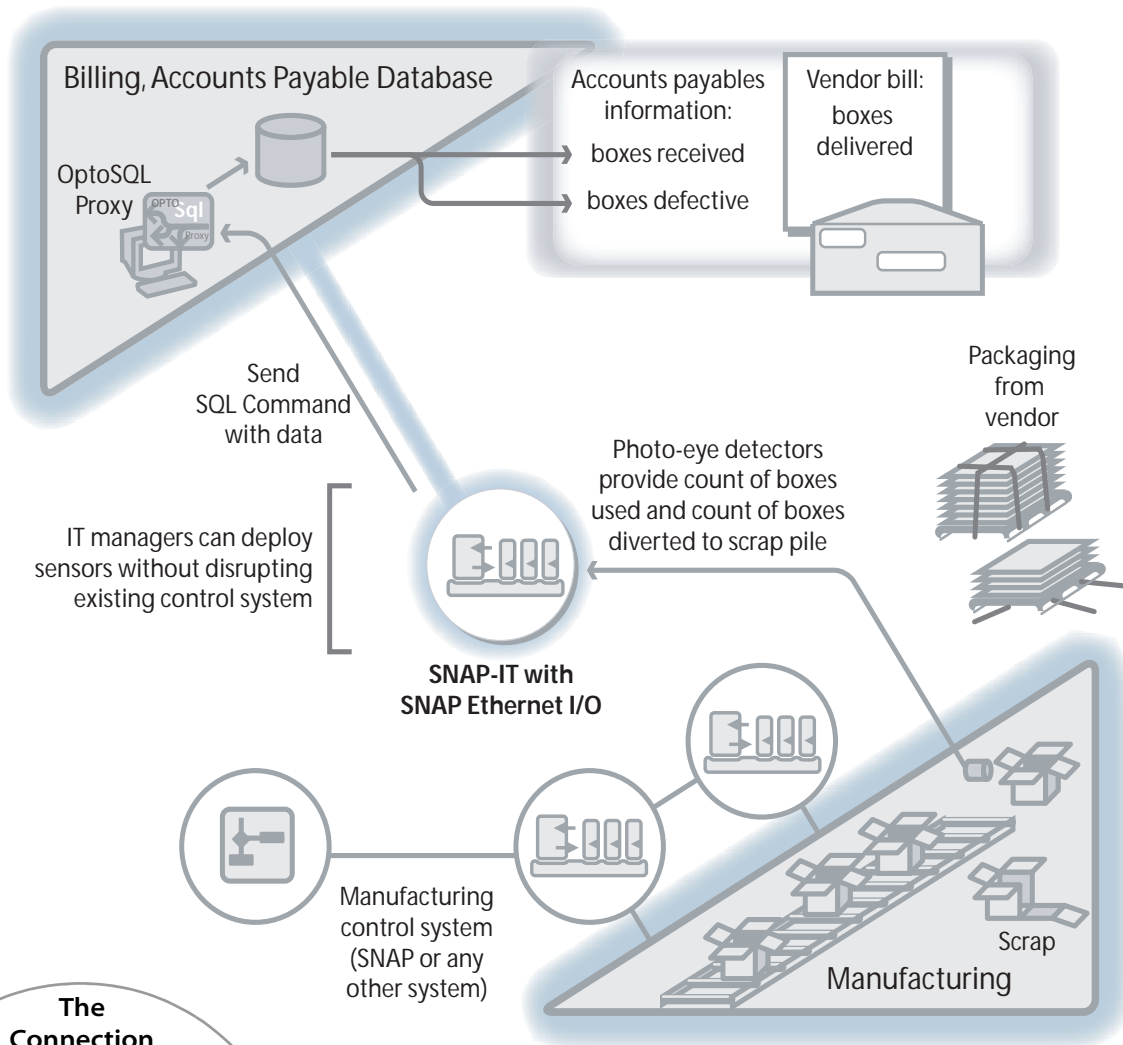 Billing, Accounts Payable Database
OptoSQL
Proxy
OPTO
Sql
Proxy
Accounts payables
information:
boxes received
boxes defective
Vendor bill:
boxes
delivered
Send
SQL Command
with data
Packaging
from
vendor
Photo-eye detectors
provide count of boxes
used and count of boxes
diverted to scrap pile
IT managers can deploy
sensors without disrupting
existing control system
SNAP-IT with
SNAP Ethernet I/O
Manufacturing
control system
(SNAP or any
other system)
Scrap
Manufacturing
The
Connection